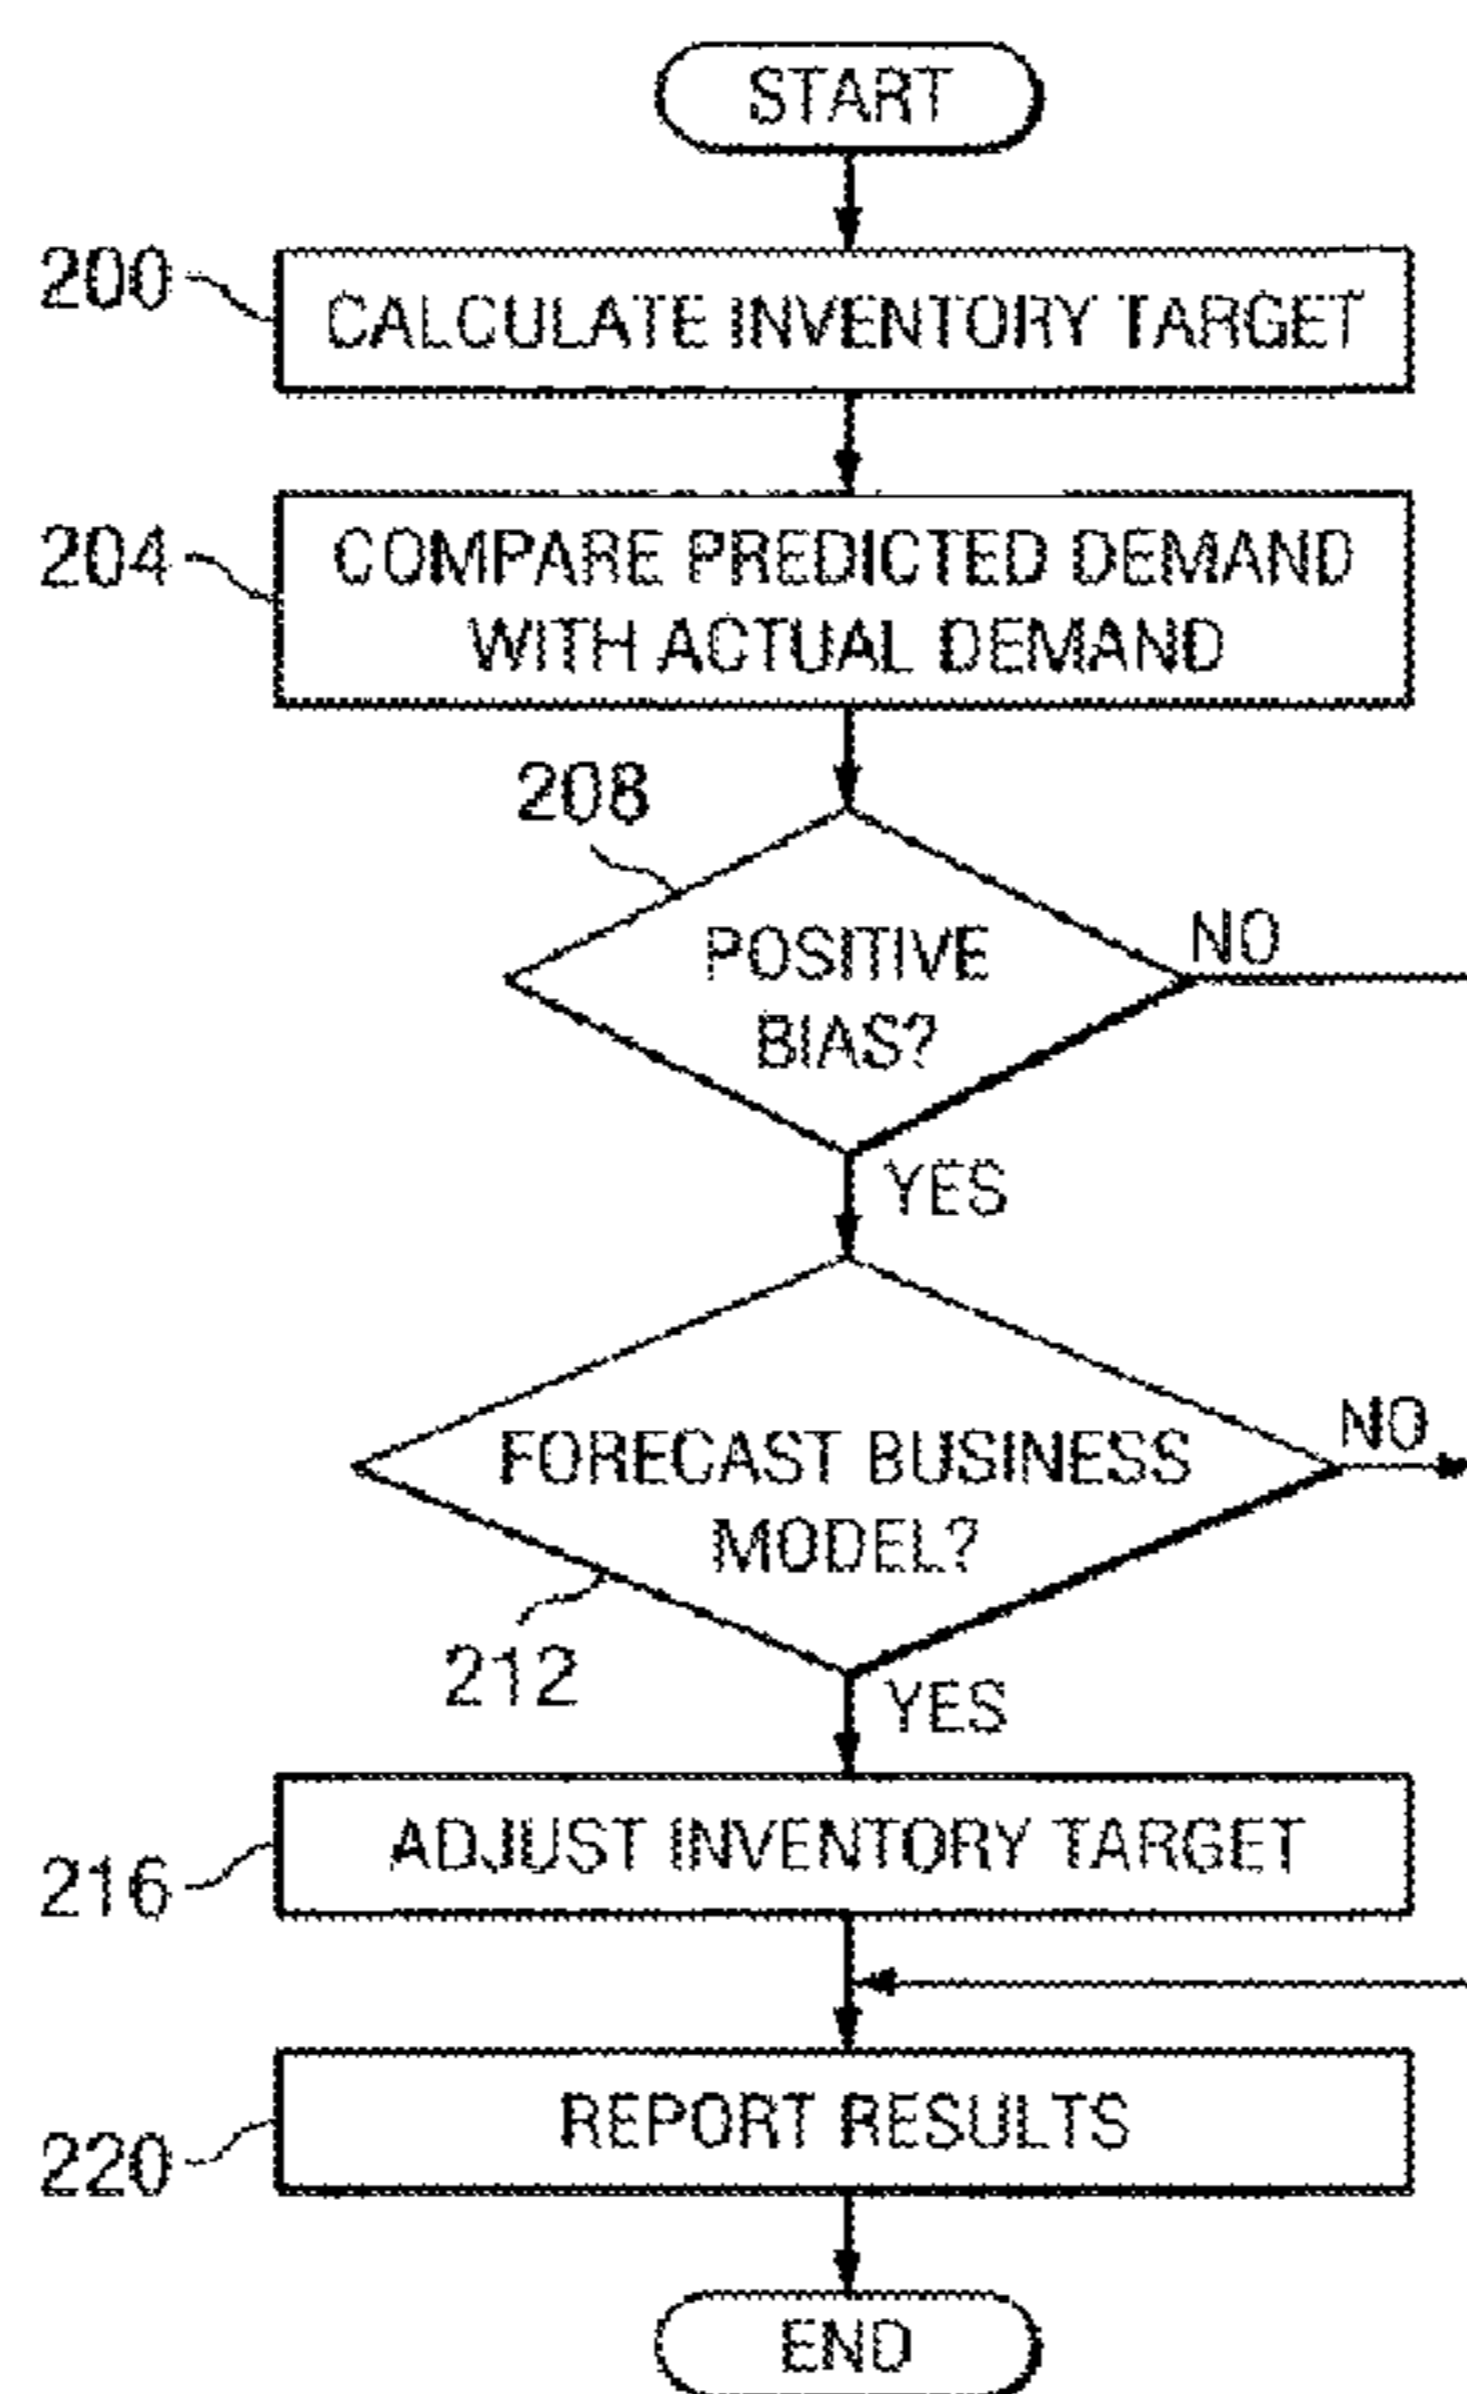 START
200
CALCULATE INVENTORY TARGET
204
COMPARE PREDICTED DEMAND
WITH ACTUAL DEMAND
208
POSITIVE
BIAS?
NO
YES
FORECAST BUSINESS
MODEL?
NO
212
YES
216
ADJUST INVENTORY TARGET
220
REPORT RESULTS
END